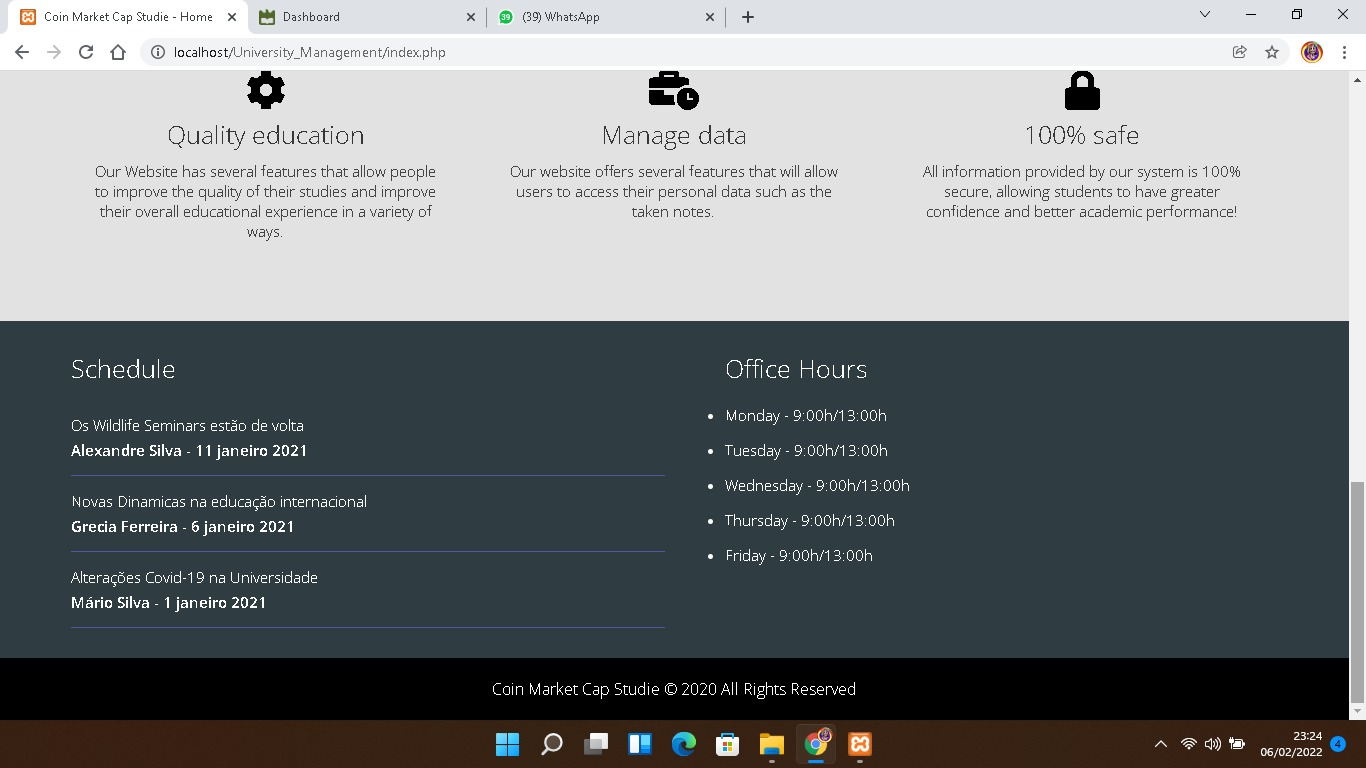 Coin Market Cap Studie - Home
Dashboard
39
(39) WhatsApp
localhost/University_Management/index.php
Quality education
Our Website has several features that allow people
to improve the quality of their studies and improve
their overall educational experience in a variety of
ways.
Manage data
Our website offers several features that will allow
users to access their personal data such as the
taken notes.
100% safe
All information provided by our system is 100%
secure, allowing students to have greater
confidence and better academic performance!
Schedule
Os Wildlife Seminars estão de volta
Alexandre Silva - 11 janeiro 2021
Novas Dinamicas na educação internacional
Grecia Ferreira - 6 janeiro 2021
Alterações Covid-19 na Universidade
Mário Silva - 1 janeiro 2021
Office Hours
Monday - 9:00h/13:00h
Tuesday - 9:00h/13:00h
Wednesday - 9:00h/13:00h
Thursday - 9:00h/13:00h
Friday - 9:00h/13:00h
Coin Market Cap Studie © 2020 All Rights Reserved
23:24
06/02/2022
4